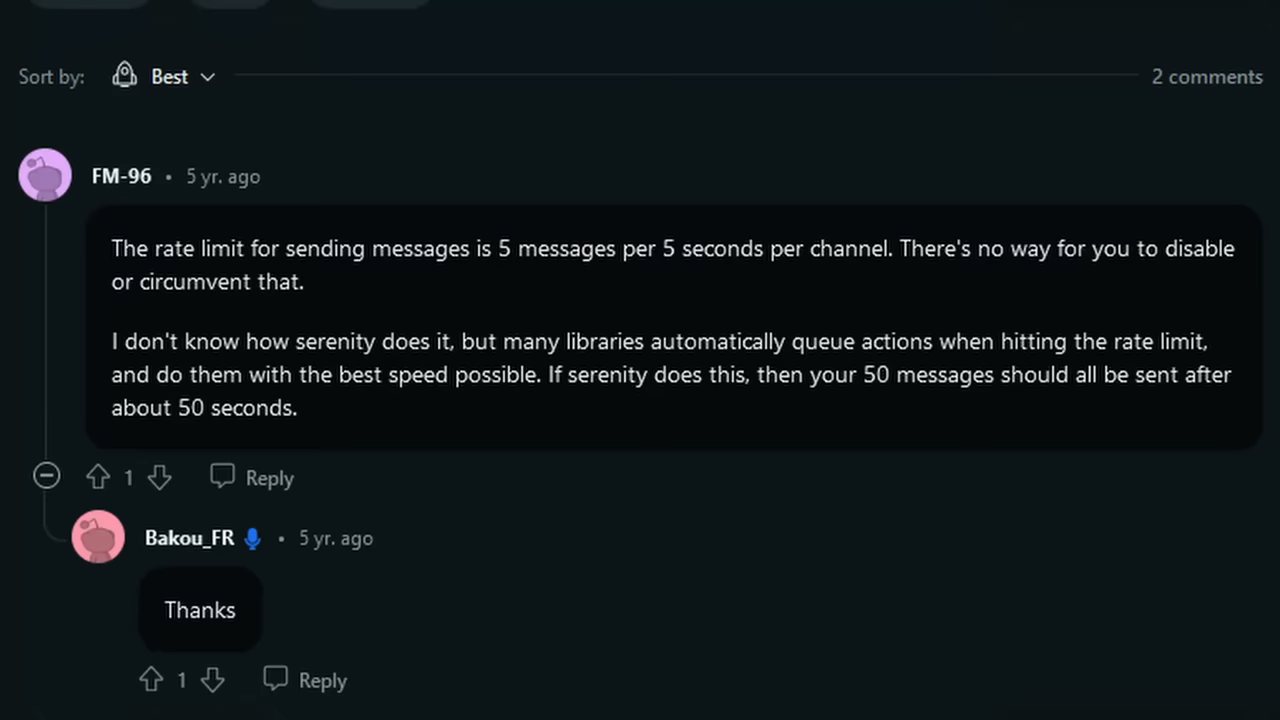 Sort by: Best 2 comments
FM-96 • 5 yr. ago
The rate limit for sending messages is 5 messages per 5 seconds per channel. There's no way for you to disable
or circumvent that.
I don't know how serenity does it, but many libraries automatically queue actions when hitting the rate limit,
and do them with the best speed possible. If serenity does this, then your 50 messages should all be sent after
about 50 seconds.
1 Reply
Bakou_FR • 5 yr. ago
Thanks
1 Reply